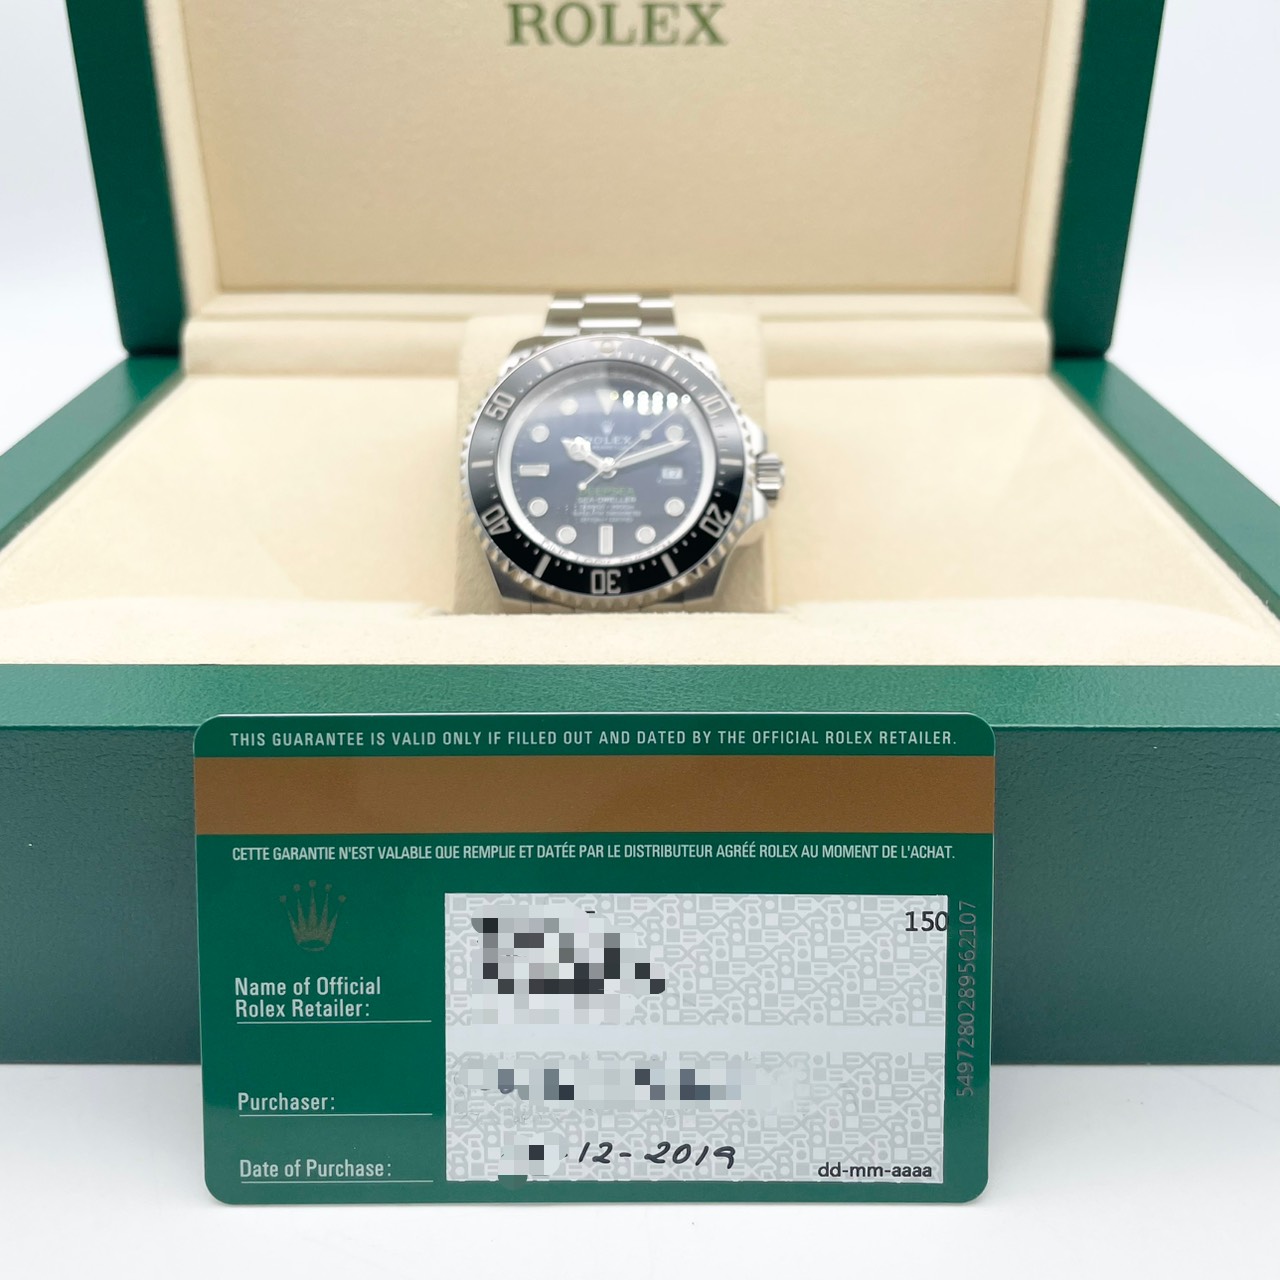 ROLEX
50
10
ROLEX
SEA-DWELLER
40
20
30
THIS GUARANTEE IS VALID ONLY IF FILLED OUT AND DATED BY THE OFFICIAL ROLEX RETAILER.
CETTE GARANTIE N'EST VALABLE QUE REMPLIE ET DATÉE PAR LE DISTRIBUTEUR AGRÉÉ ROLEX AU MOMENT DE L'ACHAT.
150
5497280289562107
Name of Official
Rolex Retailer:
Purchaser:
Date of Purchase:
12-2019
dd-mm-aaaa